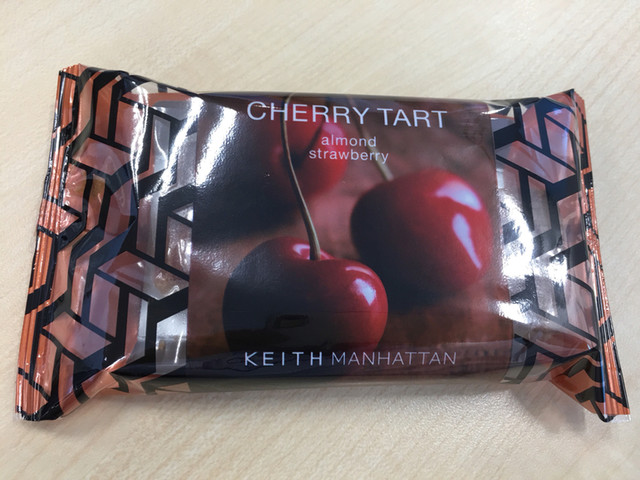 CHERRY TART
almond
strawberry
KEITH MANHATTAN